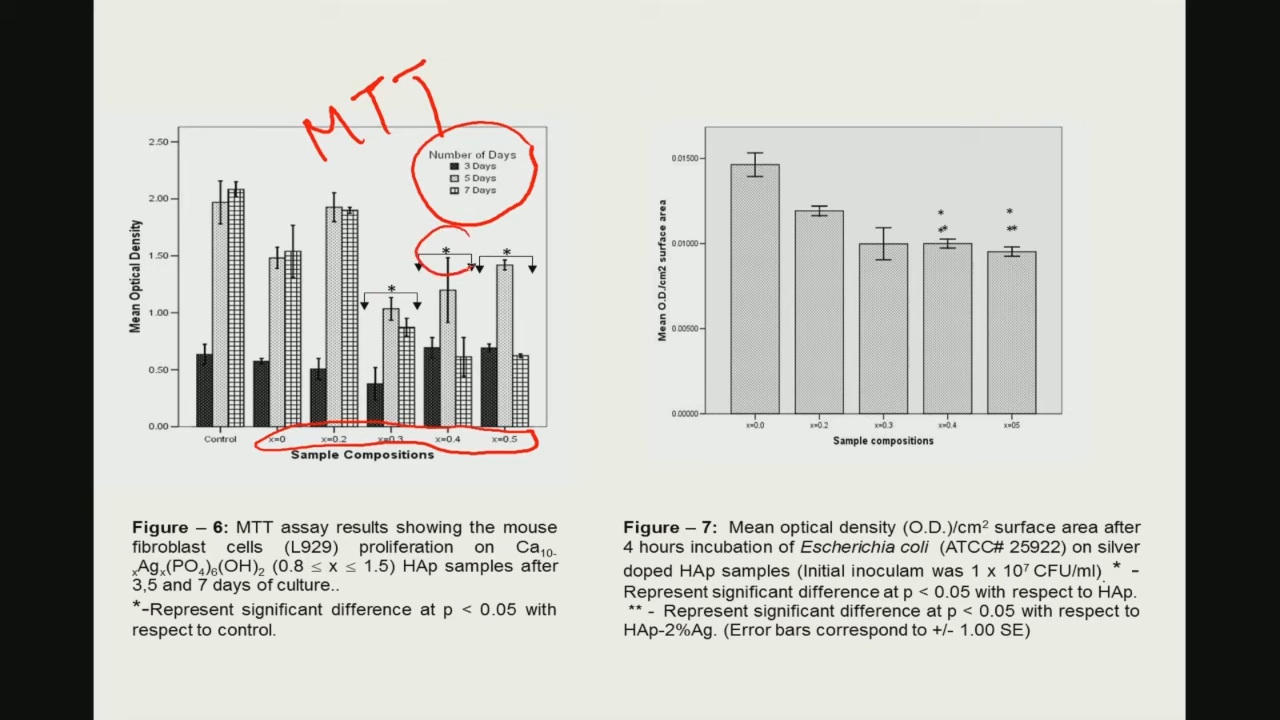 MTT
Number of Days
3 Days
5 Days
7 Days
2.50
2.00
1.50
1.00
0.50
0.00
Mean Optical Density
*
*
*
Control x=0 x=0.2 x=0.3 x=0.4 x=0.5
Sample Compositions
0.01500
0.01000
0.00500
0.00000
Mean O.D./cm2 surface area
* *
** **
x=0.0 x=0.2 x=0.3 x=0.4 x=05
Sample compositions
Figure – 6: MTT assay results showing the mouse
fibroblast cells (L929) proliferation on Ca10-
xAgx(PO4)6(OH)2 (0.8 ≤ x ≤ 1.5) HAp samples after
3,5 and 7 days of culture..
*–Represent significant difference at p < 0.05 with
respect to control.
Figure – 7: Mean optical density (O.D.)/cm² surface area after
4 hours incubation of Escherichia coli (ATCC# 25922) on silver
doped HAp samples (Initial inoculam was 1 x 10⁷ CFU/ml). * -
Represent significant difference at p < 0.05 with respect to HAp.
** - Represent significant difference at p < 0.05 with respect to
HAp-2%Ag. (Error bars correspond to +/- 1.00 SE)